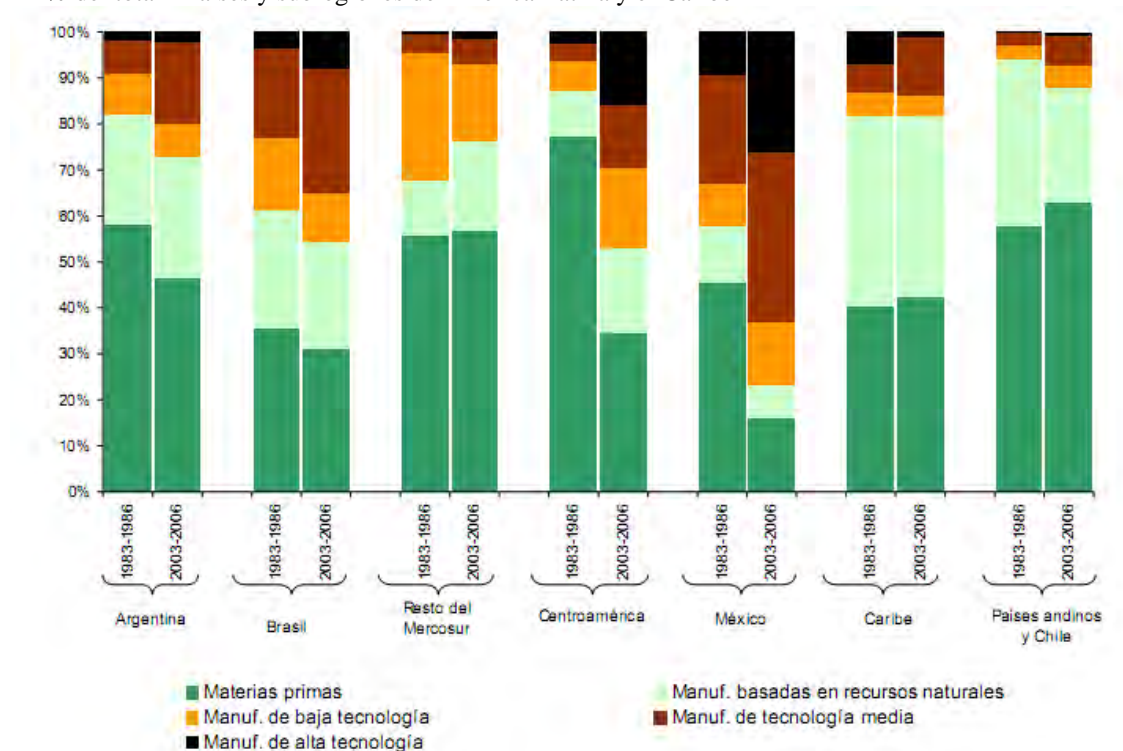 100%
90%
80%
70%
60%
50%
40%
30%
20%
10%
0%
1983-1986
2003-2006
1983-1986
2003-2006
1983-1986
2003-2006
1983-1986
2003-2006
1983-1986
2003-2006
1983-1986
2003-2006
1983-1986
2003-2006
Argentina
Brasil
Resto del
Mercosur
Centroamérica
México
Caribe
Países andinos
y Chile
Materias primas
Manuf. basadas en recursos naturales
Manuf. de baja tecnología
Manuf. de tecnología media
Manuf. de alta tecnología